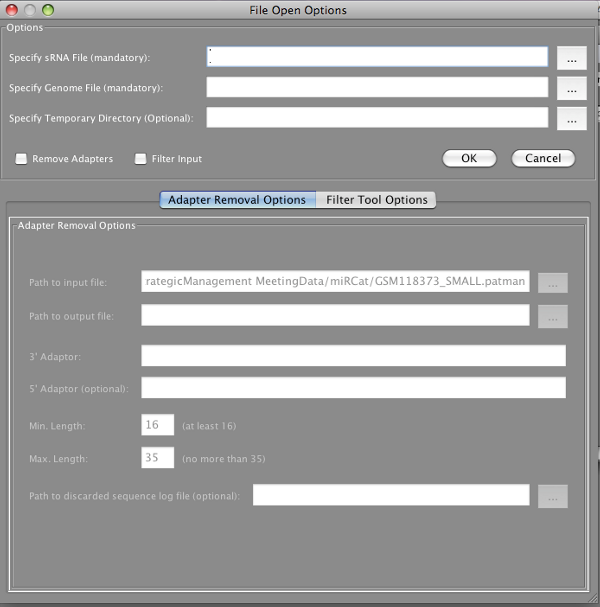 File Open Options
Options
Specify sRNA File (mandatory):
...
Specify Genome File (mandatory):
...
Specify Temporary Directory (Optional):
...
Remove Adapters Filter Input OK Cancel
Adapter Removal Options Filter Tool Options
Adapter Removal Options
Path to input file: rategicManagement MeetingData/miRCat/GSM118373_SMALL.patman ...
Path to output file: ...
3' Adaptor:
5' Adaptor (optional):
Min. Length: 16 (at least 16)
Max. Length: 35 (no more than 35)
Path to discarded sequence log file (optional): ...